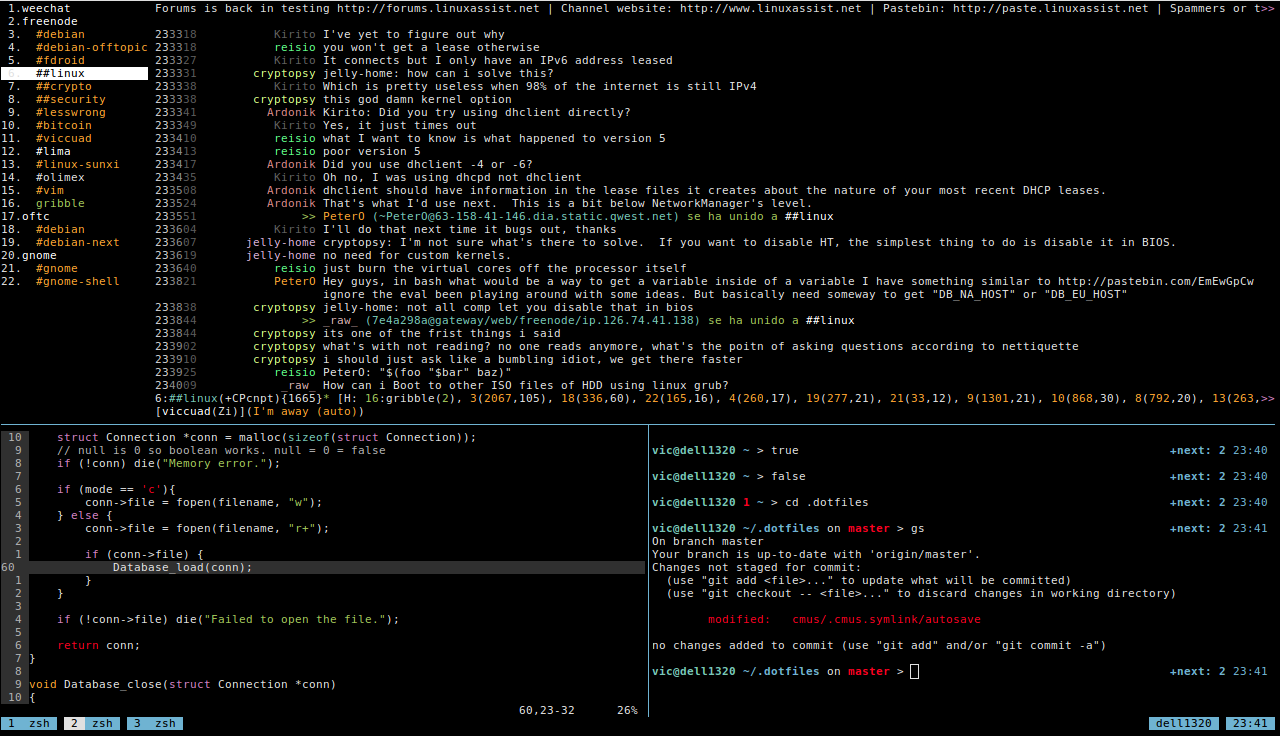 1.weechat Forums is back in testing http://forums.linuxassist.net | Channel website: http://www.linuxassist.net | Pastebin: http://paste.linuxassist.net | Spammers or t>>
2.freenode
3. #debian 233318 Kirito I've yet to figure out why
4. #debian-offtopic 233318 reisio you won't get a lease otherwise
5. #fdroid 233327 Kirito It connects but I only have an IPv6 address leased
6. ##linux 233331 cryptopsy jelly-home: how can i solve this?
7. ##crypto 233338 Kirito Which is pretty useless when 98% of the internet is still IPv4
8. ##security 233338 cryptopsy this god damn kernel option
9. #lesswrong 233341 Ardonik Kirito: Did you try using dhclient directly?
10. #bitcoin 233349 Kirito Yes, it just times out
11. #viccuad 233410 reisio what I want to know is what happened to version 5
12. #lima 233413 reisio poor version 5
13. #linux-sunxi 233417 Ardonik Did you use dhclient -4 or -6?
14. #olimex 233435 Kirito Oh no, I was using dhcpd not dhclient
15. #vim 233508 Ardonik dhclient should have information in the lease files it creates about the nature of your most recent DHCP leases.
16. gribble 233524 Ardonik That's what I'd use next.  This is a bit below NetworkManager's level.
17.oftc 233551 >> PeterO (~PeterO@63-158-41-146.dia.static.qwest.net) se ha unido a ##linux
18. #debian 233604 Kirito I'll do that next time it bugs out, thanks
19. #debian-next 233607 jelly-home cryptopsy: I'm not sure what's there to solve.  If you want to disable HT, the simplest thing to do is disable it in BIOS.
20.gnome 233619 jelly-home no need for custom kernels.
21. #gnome 233640 reisio just burn the virtual cores off the processor itself
22. #gnome-shell 233821 PeterO Hey guys, in bash what would be a way to get a variable inside of a variable I have something similar to http://pastebin.com/EmEwGpCw
ignore the eval been playing around with some ideas. But basically need someway to get "DB_NA_HOST" or "DB_EU_HOST"
233838 cryptopsy jelly-home: not all comp let you disable that in bios
233844 >> _raw_ (7e4a298a@gateway/web/freenode/ip.126.74.41.138) se ha unido a ##linux
233844 cryptopsy its one of the frist things i said
233902 cryptopsy what's with not reading? no one reads anymore, what's the poitn of asking questions according to nettiquette
233910 cryptopsy i should just ask like a bumbling idiot, we get there faster
233925 reisio PeterO: "$(foo "$bar" baz)"
234009 _raw_ How can i Boot to other ISO files of HDD using linux grub?
6:##linux(+CPcnpt){1665}* [H: 16:gribble(2), 3(2067,105), 18(336,60), 22(165,16), 4(260,17), 19(277,21), 21(33,12), 9(1301,21), 10(868,30), 8(792,20), 13(263,>>
[viccuad(Zi)](I'm away (auto))
10 struct Connection *conn = malloc(sizeof(struct Connection));
9 // null is 0 so boolean works. null = 0 = false
8 if (!conn) die("Memory error.");
7
6 if (mode == 'c'){
5 conn->file = fopen(filename, "w");
4 } else {
3 conn->file = fopen(filename, "r+");
2
1 if (conn->file) {
60 Database_load(conn);
1 }
2 }
3
4 if (!conn->file) die("Failed to open the file.");
5
6 return conn;
7 }
8
9 void Database_close(struct Connection *conn)
10 {
60,23-32 26%
vic@dell1320 ~ > true +next: 2 23:40
vic@dell1320 ~ > false +next: 2 23:40
vic@dell1320 1 ~ > cd .dotfiles +next: 2 23:40
vic@dell1320 ~/.dotfiles on master > gs +next: 2 23:41
On branch master
Your branch is up-to-date with 'origin/master'.
Changes not staged for commit:
(use "git add <file>..." to update what will be committed)
(use "git checkout -- <file>..." to discard changes in working directory)
modified: cmus/.cmus.symlink/autosave
no changes added to commit (use "git add" and/or "git commit -a")
vic@dell1320 ~/.dotfiles on master > +next: 2 23:41
1 zsh 2 zsh 3 zsh dell1320 23:41